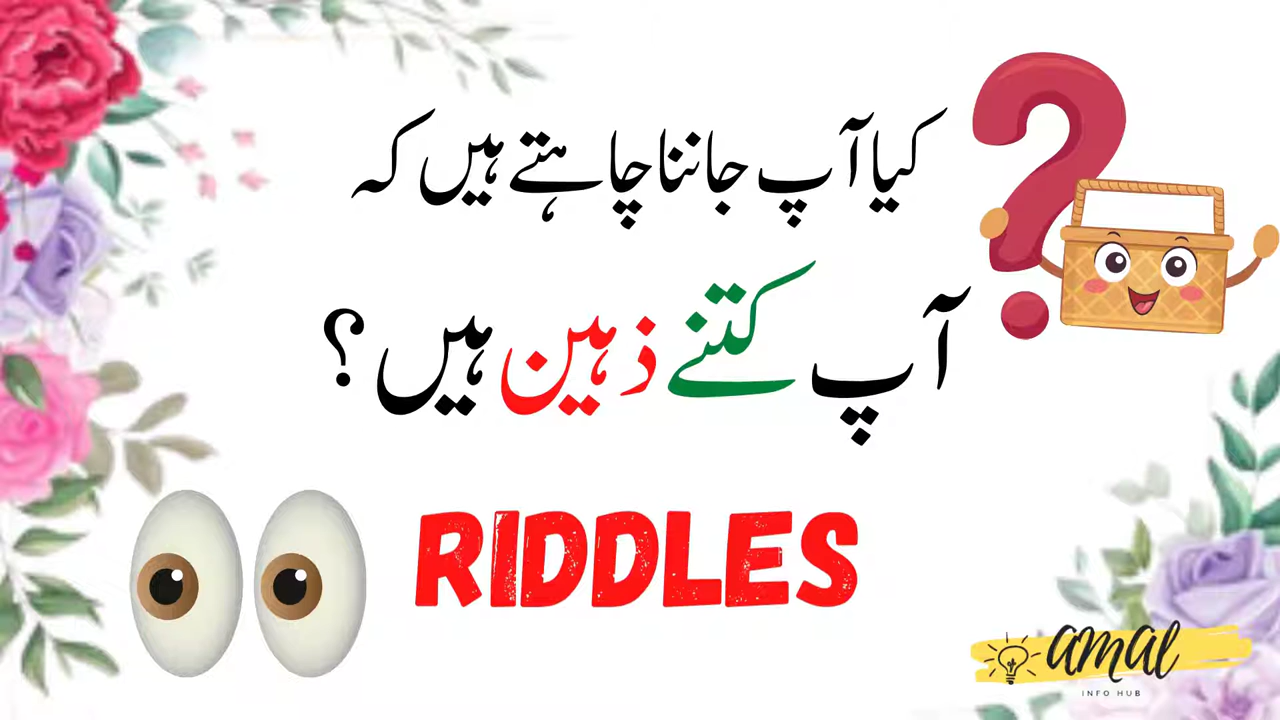 کیا آپ جاننا چاہتے ہیں کہ
آپ کتنے ذہین ہیں ؟
RIDDLES
amal
INFO HUB